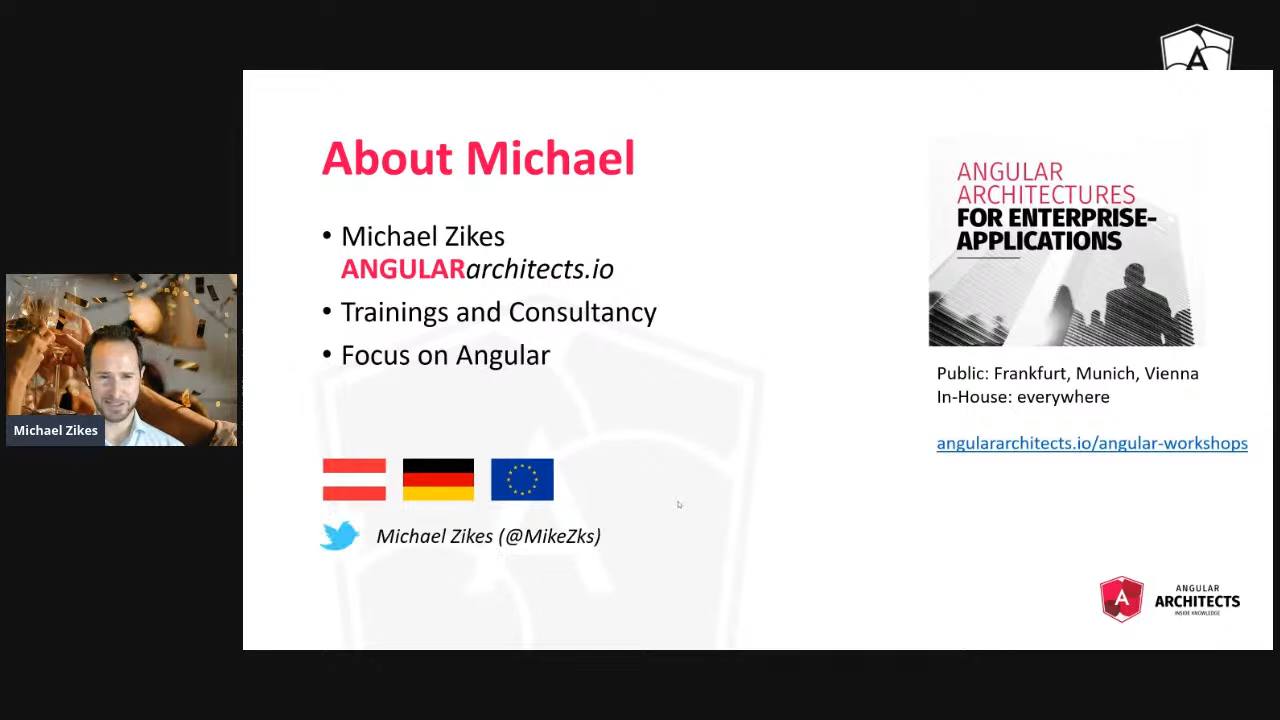 About Michael
• Michael Zikes
ANGULARarchitects.io
• Trainings and Consultancy
• Focus on Angular
Michael Zikes (@MikeZks)
ANGULAR
ARCHITECTURES
FOR ENTERPRISE-
APPLICATIONS
Public: Frankfurt, Munich, Vienna
In-House: everywhere
angulararchitects.io/angular-workshops
A
ANGULAR
ARCHITECTS
INSIDE KNOWLEDGE
Michael Zikes
A